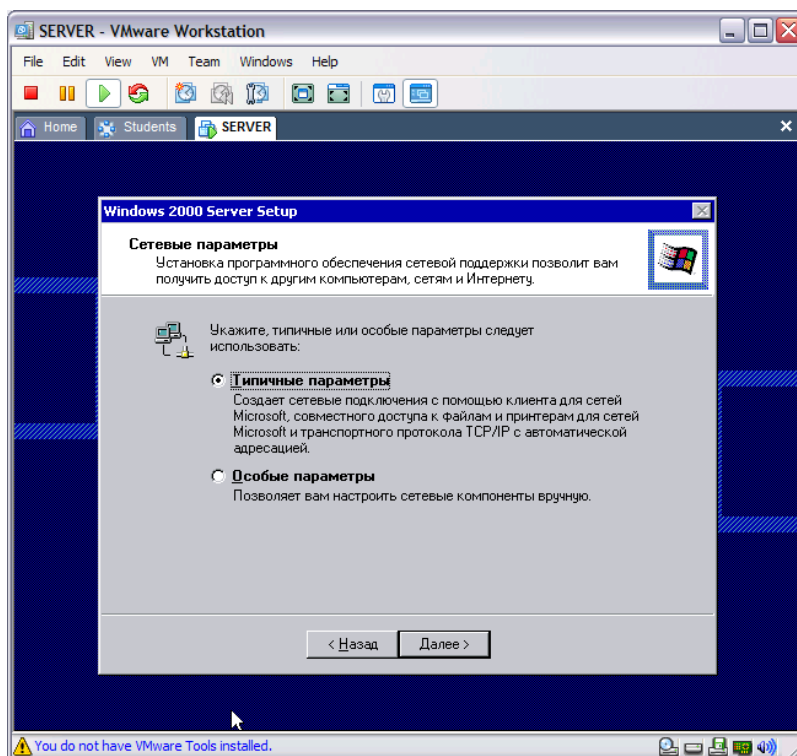 SERVER - VMware Workstation
File Edit View VM Team Windows Help
Home Students SERVER
Windows 2000 Server Setup
Сетевые параметры
Установка программного обеспечения сетевой поддержки позволит вам
получить доступ к другим компьютерам, сетям и Интернету.
Укажите, типичные или особые параметры следует
использовать:
Типичные параметры
Создает сетевые подключения с помощью клиента для сетей
Microsoft, совместного доступа к файлам и принтерам для сетей
Microsoft и транспортного протокола TCP/IP с автоматической
адресацией.
Особые параметры
Позволяет вам настроить сетевые компоненты вручную.
< Назад Далее >
You do not have VMware Tools installed.